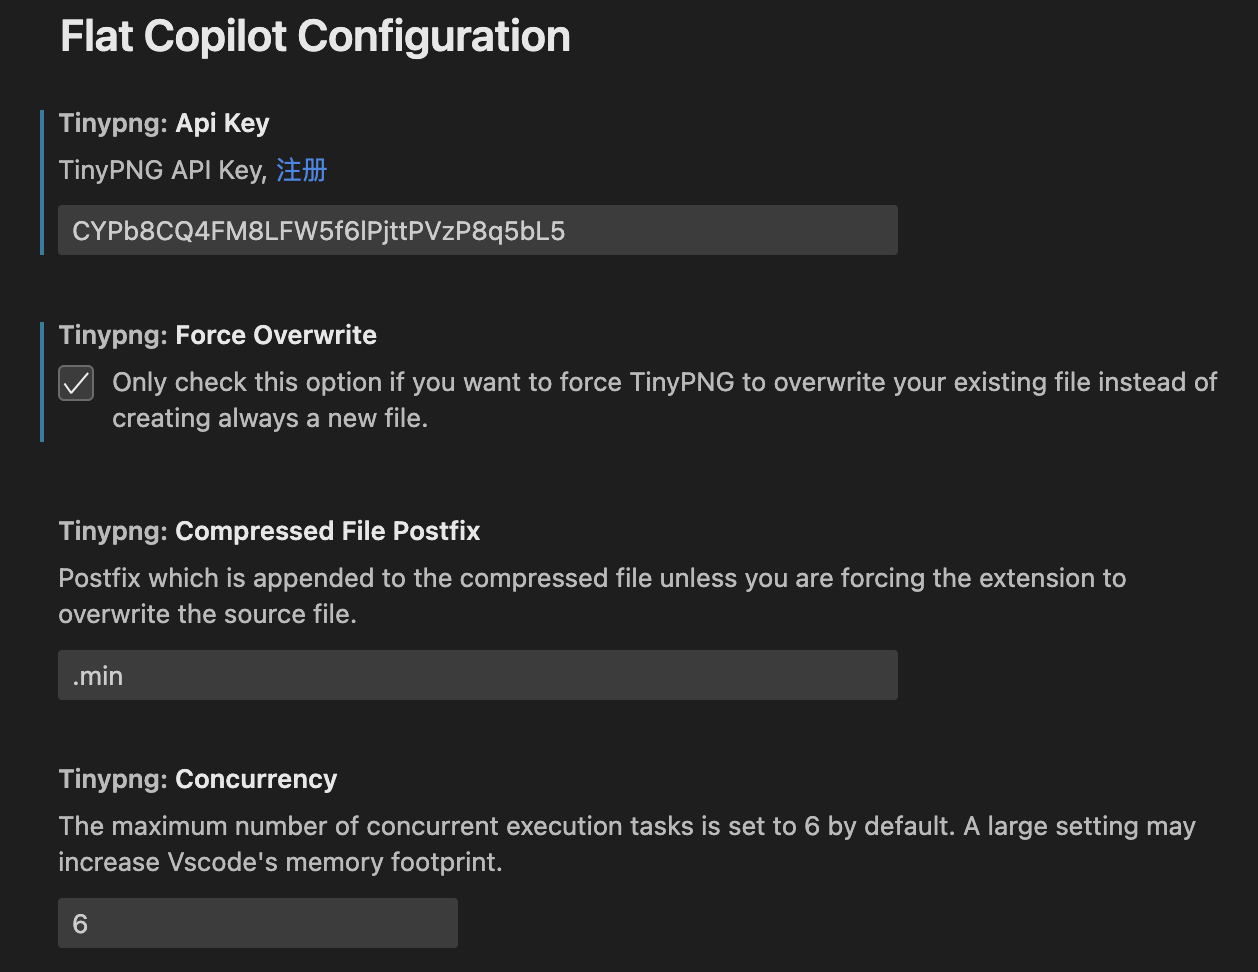 Flat Copilot Configuration
Tinypng: Api Key
TinyPNG API Key, 注册
CYPb8CQ4FM8LFW5f6lPjttPVzP8q5bL5
Tinypng: Force Overwrite
Only check this option if you want to force TinyPNG to overwrite your existing file instead of
creating always a new file.
Tinypng: Compressed File Postfix
Postfix which is appended to the compressed file unless you are forcing the extension to
overwrite the source file.
.min
Tinypng: Concurrency
The maximum number of concurrent execution tasks is set to 6 by default. A large setting may
increase Vscode's memory footprint.
6